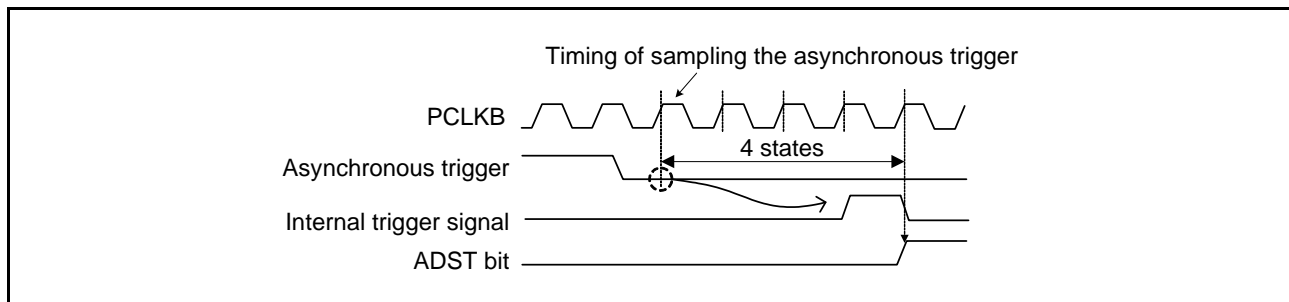 Timing of sampling the asynchronous trigger
PCLKB
4 states
Asynchronous trigger
Internal trigger signal
ADST bit